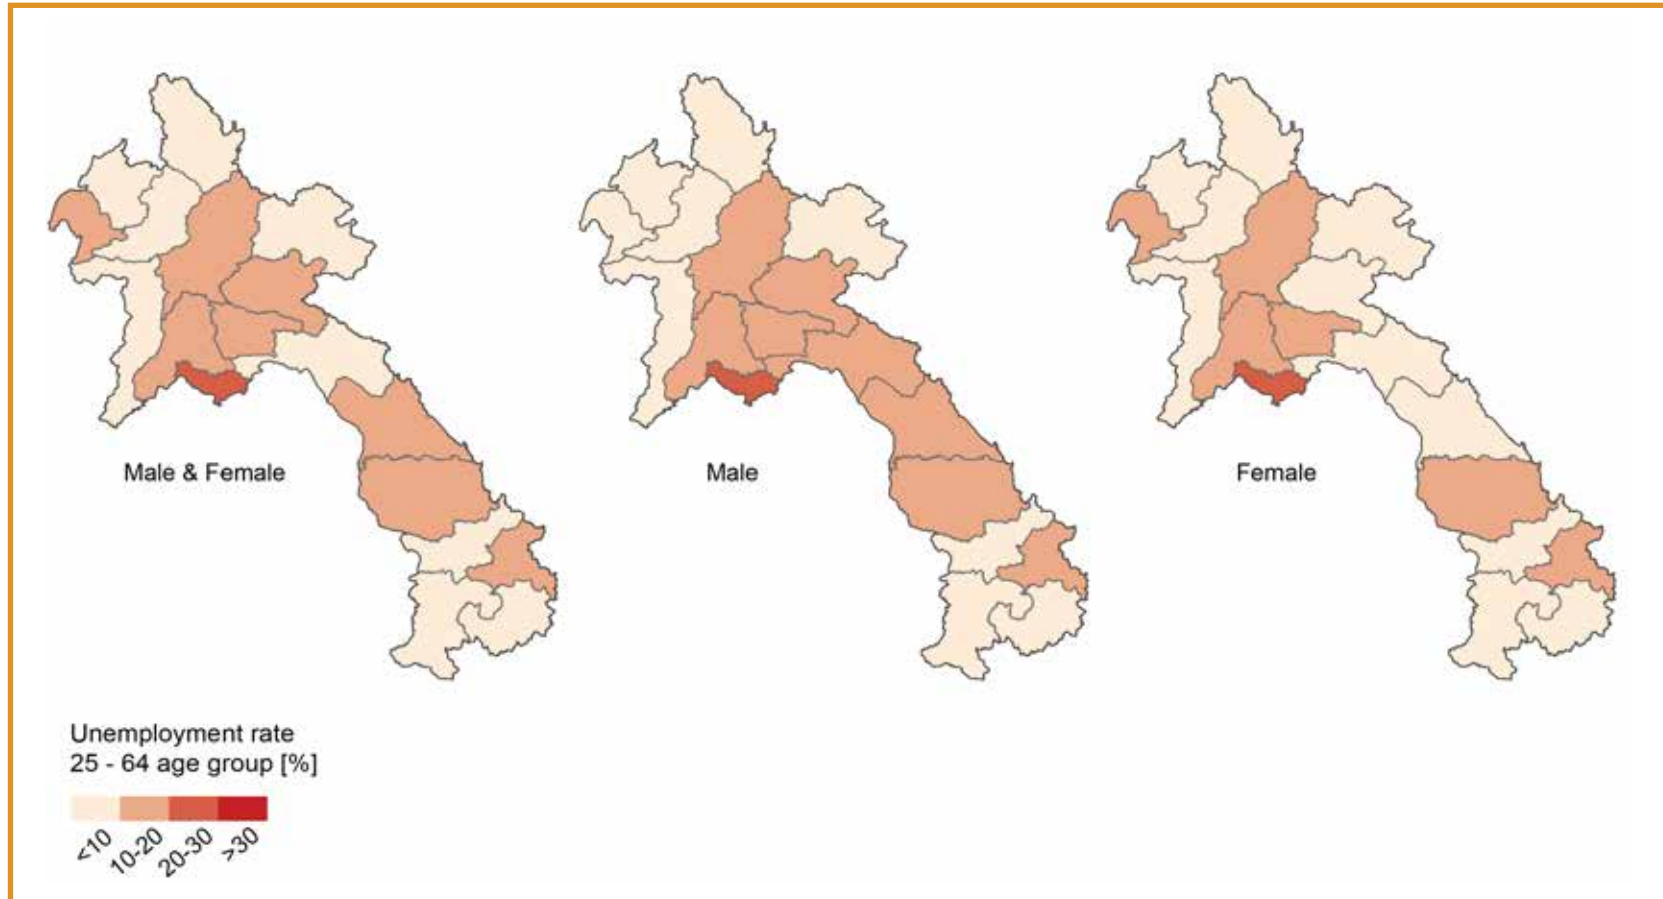 Male & Female
Male
Female
Unemployment rate
25 - 64 age group [%]
<10
10-20
20-30
>30